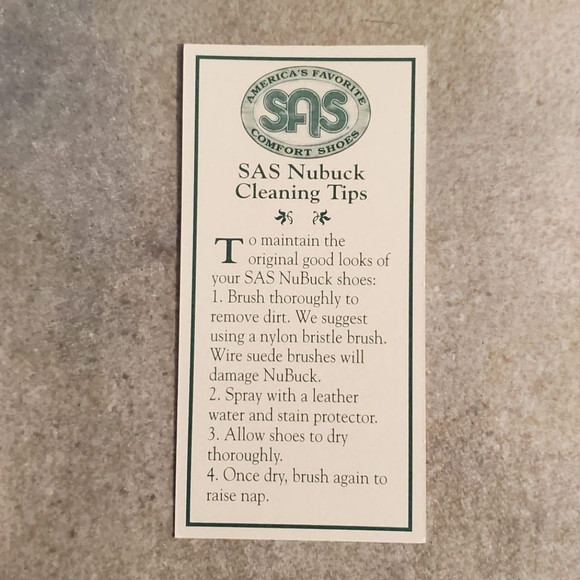 AMERICA'S FAVORITE
SAS
COMFORT SHOES
SAS Nubuck
Cleaning Tips
To maintain the
original good looks of
your SAS NuBuck shoes:
1. Brush thoroughly to
remove dirt. We suggest
using a nylon bristle brush.
Wire suede brushes will
damage NuBuck.
2. Spray with a leather
water and stain protector.
3. Allow shoes to dry
thoroughly.
4. Once dry, brush again to
raise nap.